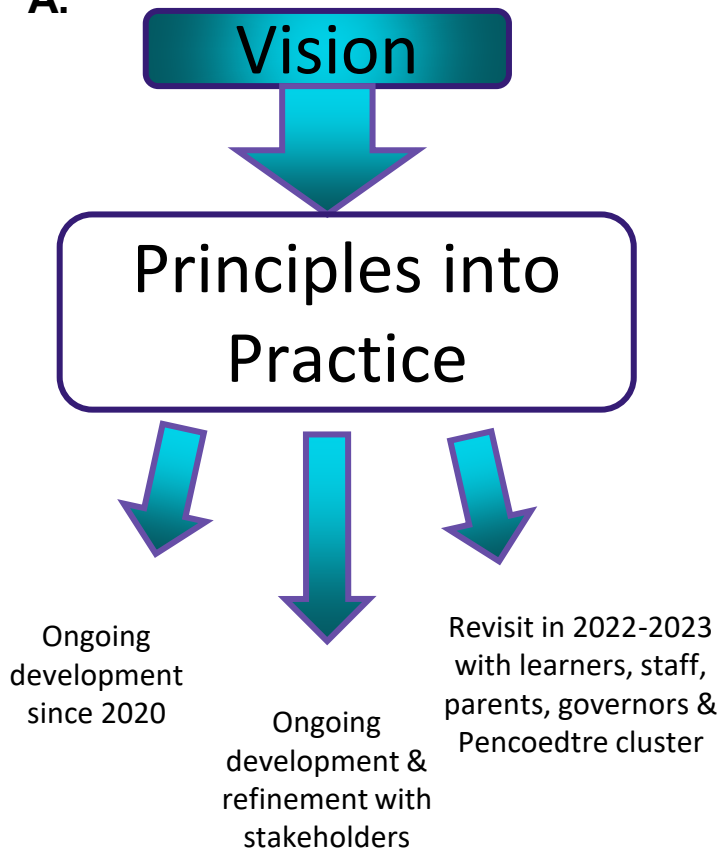 A.
Vision
Principles into
Practice
Ongoing
development
since 2020
Ongoing
development &
refinement with
stakeholders
Revisit in 2022-2023
with learners, staff,
parents, governors &
Pencoedtre cluster